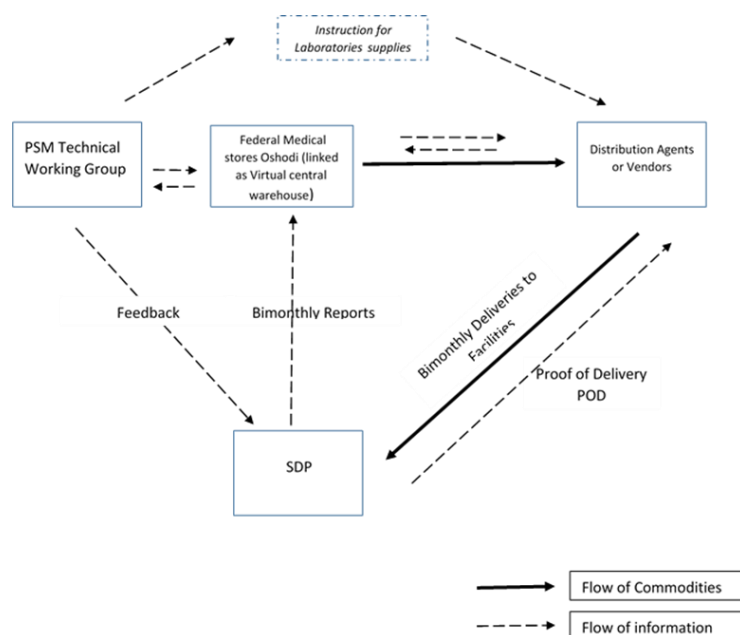 Instruction for
Laboratories supplies
PSM Technical
Working Group
Federal Medical
stores Oshodi (linked
as Virtual central
warehouse)
Distribution Agents
or Vendors
Feedback
Bimonthly Reports
Bimonthly Deliveries to
Facilities
Proof of Delivery
POD
SDP
Flow of Commodities
Flow of information